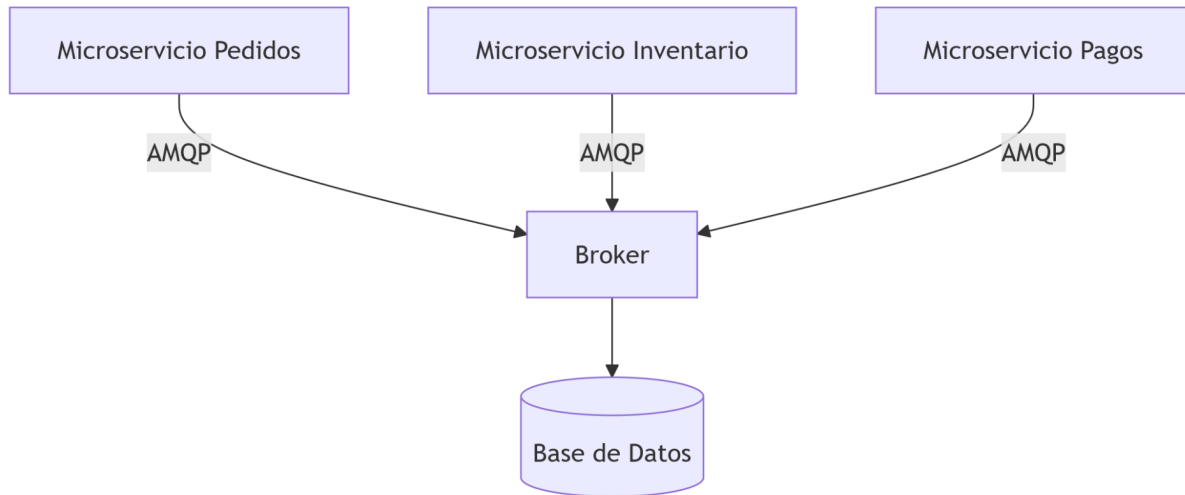 Microservicio Pedidos
Microservicio Inventario
Microservicio Pagos
AMQP
AMQP
AMQP
Broker
Base de Datos